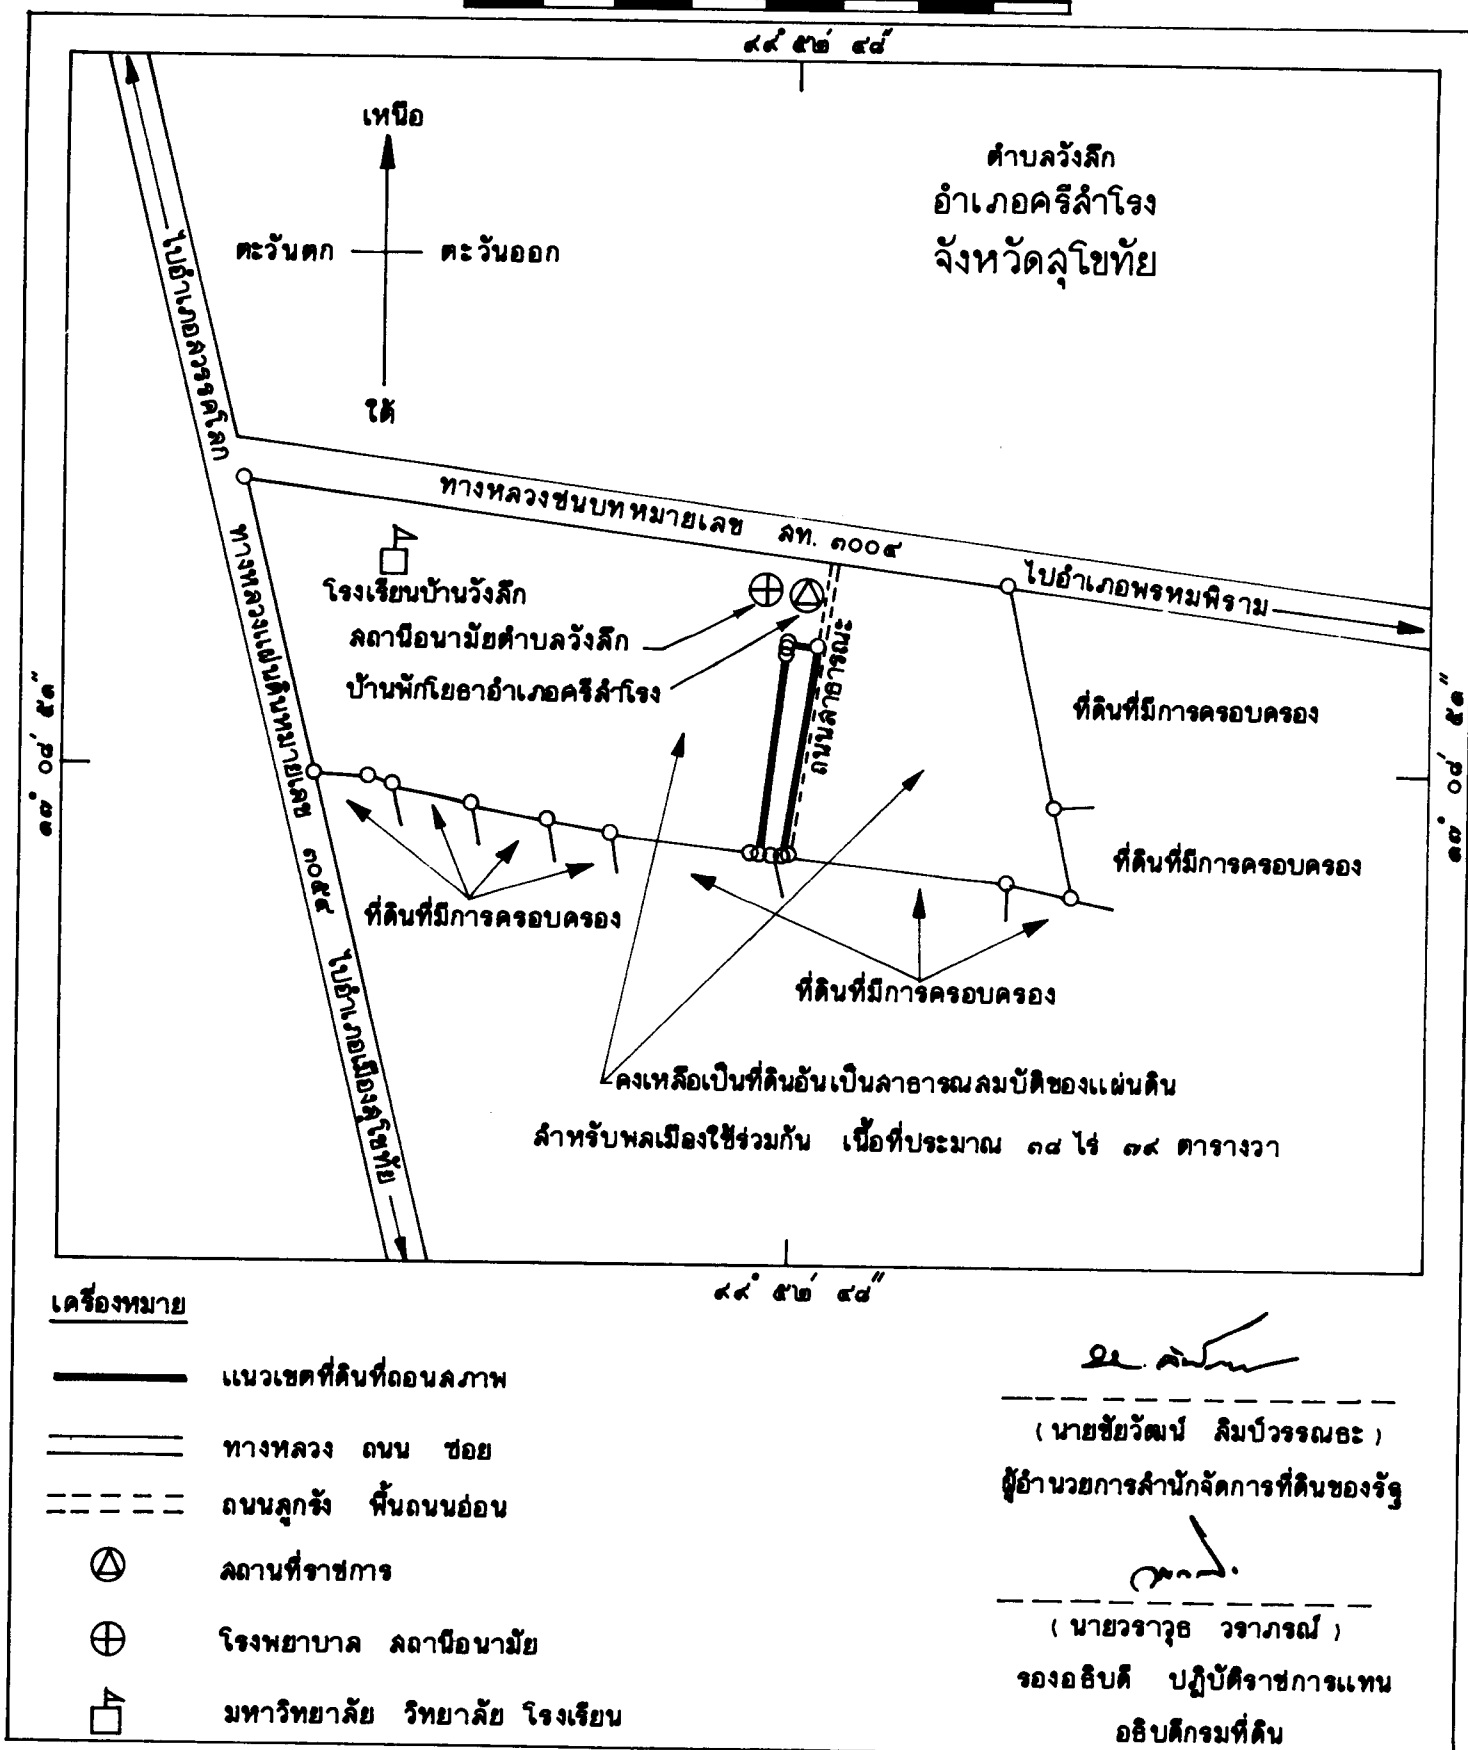 ๙๙° ๕๒′ ๔๘″
เหนือ
ตะวันตก
ตะวันออก
ใต้
ตำบลวังลึก
อำเภอศรีสำโรง
จังหวัดสุโขทัย
ไปอำเภอสวรรคโลก
ทางหลวงชนบทหมายเลข สท. ๓๐๐๔
ไปอำเภอพรหมพิราม
ทางหลวงแผ่นดินหมายเลข ๓๐๕๔
ไปอำเภอเมืองสุโขทัย
โรงเรียนบ้านวังลึก
สถานีอนามัยตำบลวังลึก
บ้านพักโยธาอำเภอศรีสำโรง
ถนนสาธารณะ
ที่ดินที่มีการครอบครอง
๑๗° ๐๘′ ๕๑″
๑๗° ๐๘′ ๕๑″
ที่ดินที่มีการครอบครอง
ที่ดินที่มีการครอบครอง
ที่ดินที่มีการครอบครอง
คงเหลือเป็นที่ดินอันเป็นสาธารณสมบัติของแผ่นดิน
สำหรับพลเมืองใช้ร่วมกัน เนื้อที่ประมาณ ๓๘ ไร่ ๓๙ ตารางวา
๙๙° ๕๒′ ๔๘″
เครื่องหมาย
แนวเขตที่ดินที่ถอนสภาพ
ทางหลวง ถนน ซอย
ถนนลูกรัง พื้นถนนอ่อน
สถานที่ราชการ
โรงพยาบาล สถานีอนามัย
มหาวิทยาลัย วิทยาลัย โรงเรียน
(นายชัยวัฒน์ ลิมป์วรรณธะ)
ผู้อำนวยการสำนักจัดการที่ดินของรัฐ
(นายวราวุธ วราภรณ์)
รองอธิบดี ปฏิบัติราชการแทน
อธิบดีกรมที่ดิน